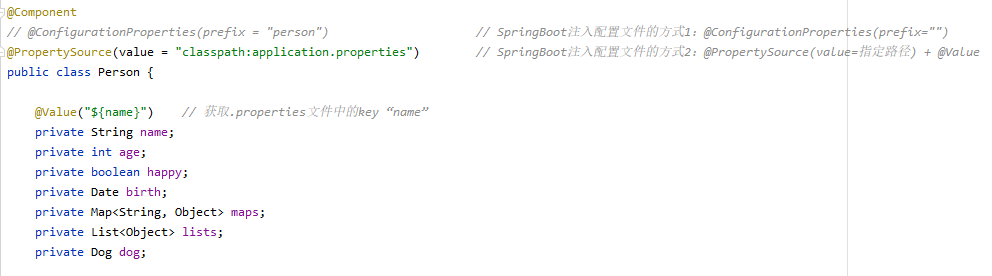 @Component
// @ConfigurationProperties(prefix = "person") // SpringBoot注入配置文件的方式1：@ConfigurationProperties(prefix="")
@PropertySource(value = "classpath:application.properties") // SpringBoot注入配置文件的方式2：@PropertySource(value=指定路径) + @Value
public class Person {
@Value("${name}") // 获取.properties文件中的key “name”
private String name;
private int age;
private boolean happy;
private Date birth;
private Map<String, Object> maps;
private List<Object> lists;
private Dog dog;